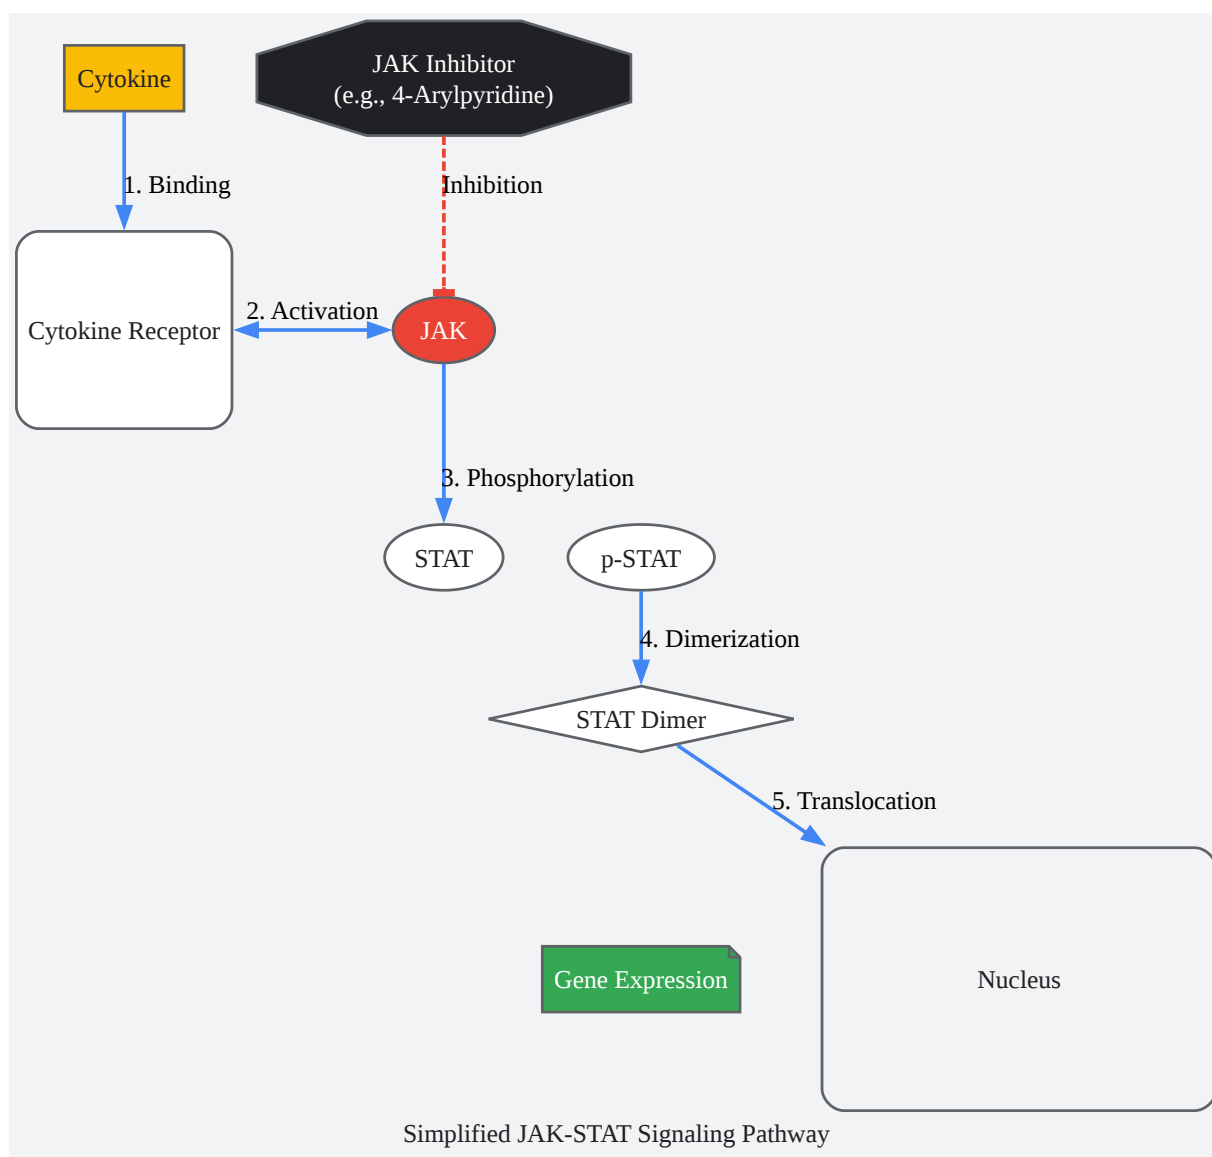 Cytokine
JAK Inhibitor
(e.g., 4-Arylpyridine)
1. Binding
Inhibition
Cytokine Receptor
2. Activation
JAK
3. Phosphorylation
STAT
p-STAT
4. Dimerization
STAT Dimer
5. Translocation
Gene Expression
Nucleus
Simplified JAK-STAT Signaling Pathway